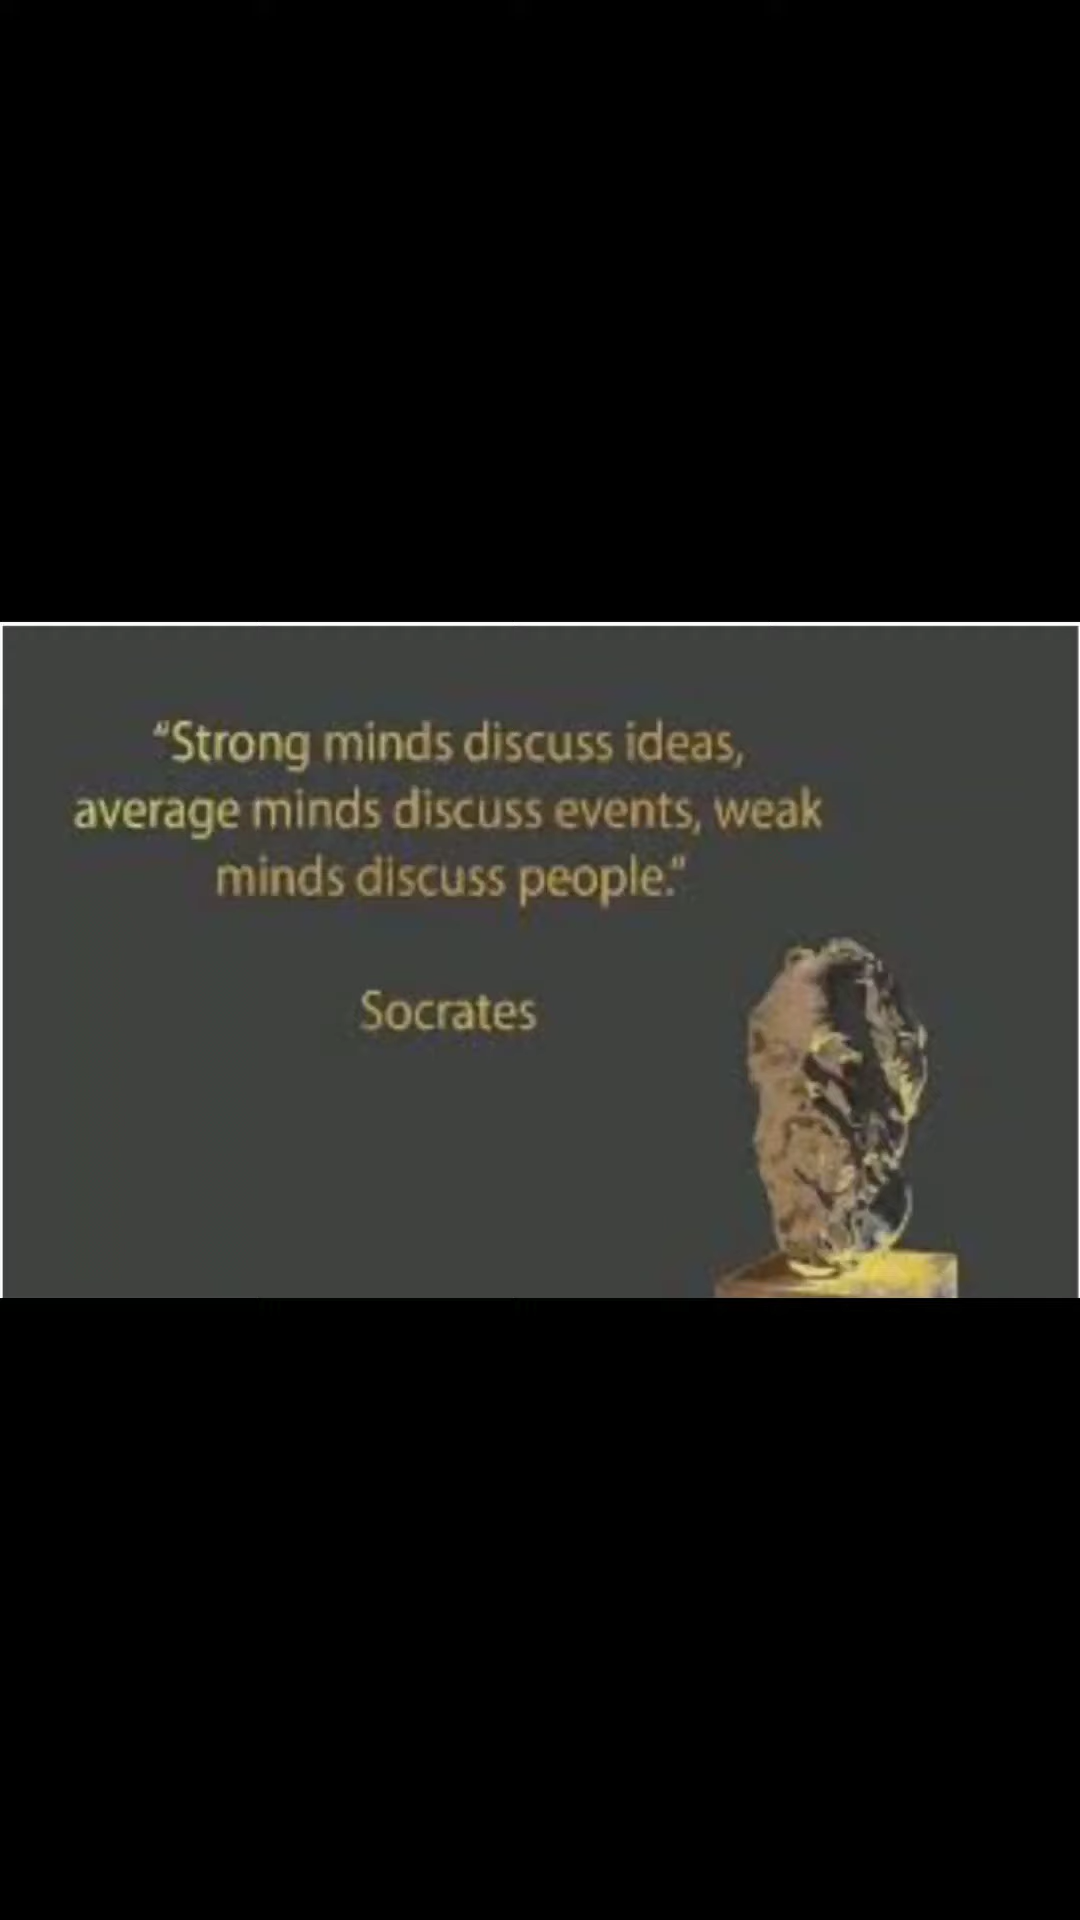 “Strong minds discuss ideas,
average minds discuss events, weak
minds discuss people.”
Socrates